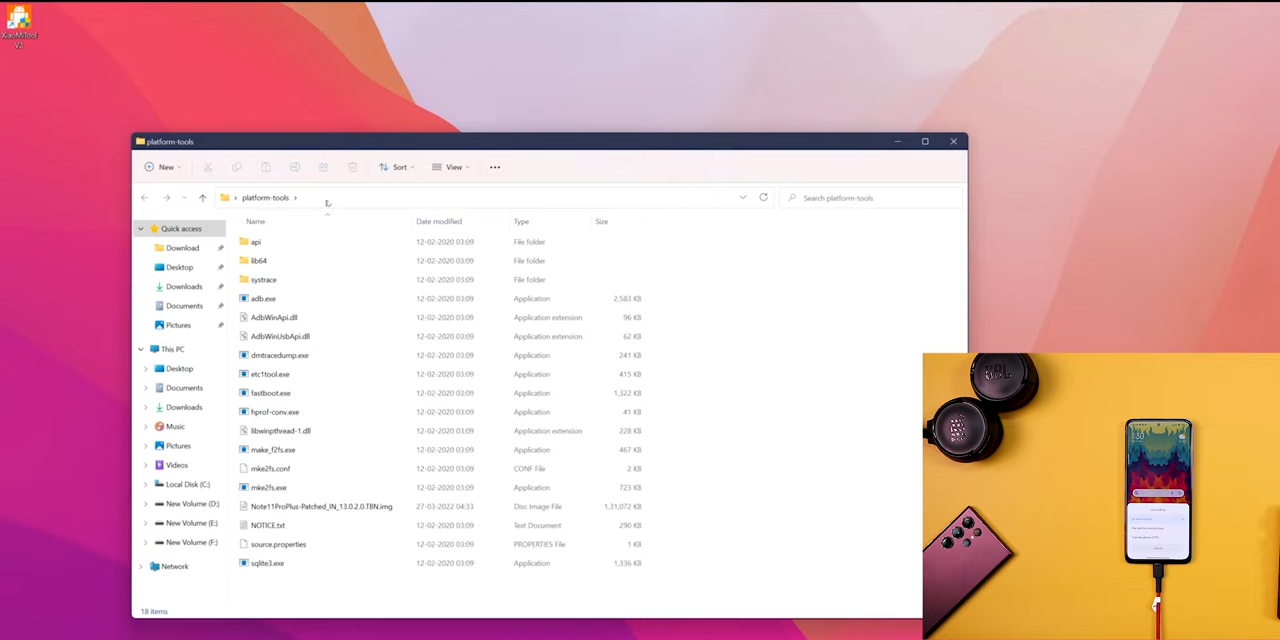 XiaoMiTool
V2
platform-tools
New
Sort
View
platform-tools
Search platform-tools
Name Date modified Type Size
Quick access
Download
Desktop
Downloads
Documents
Pictures
This PC
Desktop
Documents
Downloads
Music
Pictures
Videos
Local Disk (C:)
New Volume (D:)
New Volume (E:)
New Volume (F:)
Network
api 12-02-2020 03:09 File folder
lib64 12-02-2020 03:09 File folder
systrace 12-02-2020 03:09 File folder
adb.exe 12-02-2020 03:09 Application 2,583 KB
AdbWinApi.dll 12-02-2020 03:09 Application extension 96 KB
AdbWinUsbApi.dll 12-02-2020 03:09 Application extension 62 KB
dmtracedump.exe 12-02-2020 03:09 Application 241 KB
etc1tool.exe 12-02-2020 03:09 Application 415 KB
fastboot.exe 12-02-2020 03:09 Application 1,322 KB
hprof-conv.exe 12-02-2020 03:09 Application 41 KB
libwinpthread-1.dll 12-02-2020 03:09 Application extension 228 KB
make_f2fs.exe 12-02-2020 03:09 Application 467 KB
mke2fs.conf 12-02-2020 03:09 CONF File 2 KB
mke2fs.exe 12-02-2020 03:09 Application 723 KB
Note11ProPlus-Patched_IN_13.0.2.0.TBN.img 27-03-2022 04:33 Disc Image File 1,31,072 KB
NOTICE.txt 12-02-2020 03:09 Text Document 290 KB
source.properties 12-02-2020 03:09 PROPERTIES File 1 KB
sqlite3.exe 12-02-2020 03:09 Application 1,336 KB
18 items
JBL